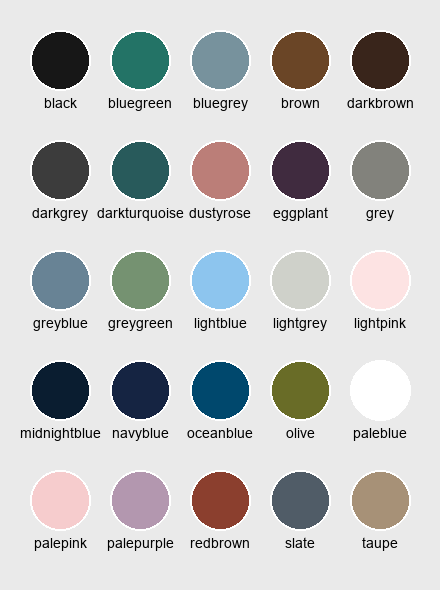 black bluegreen bluegrey brown darkbrown
darkgrey darkturquoise dustyrose eggplant grey
greyblue greygreen lightblue lightgrey lightpink
midnightblue navyblue oceanblue olive paleblue
palepink palepurple redbrown slate taupe